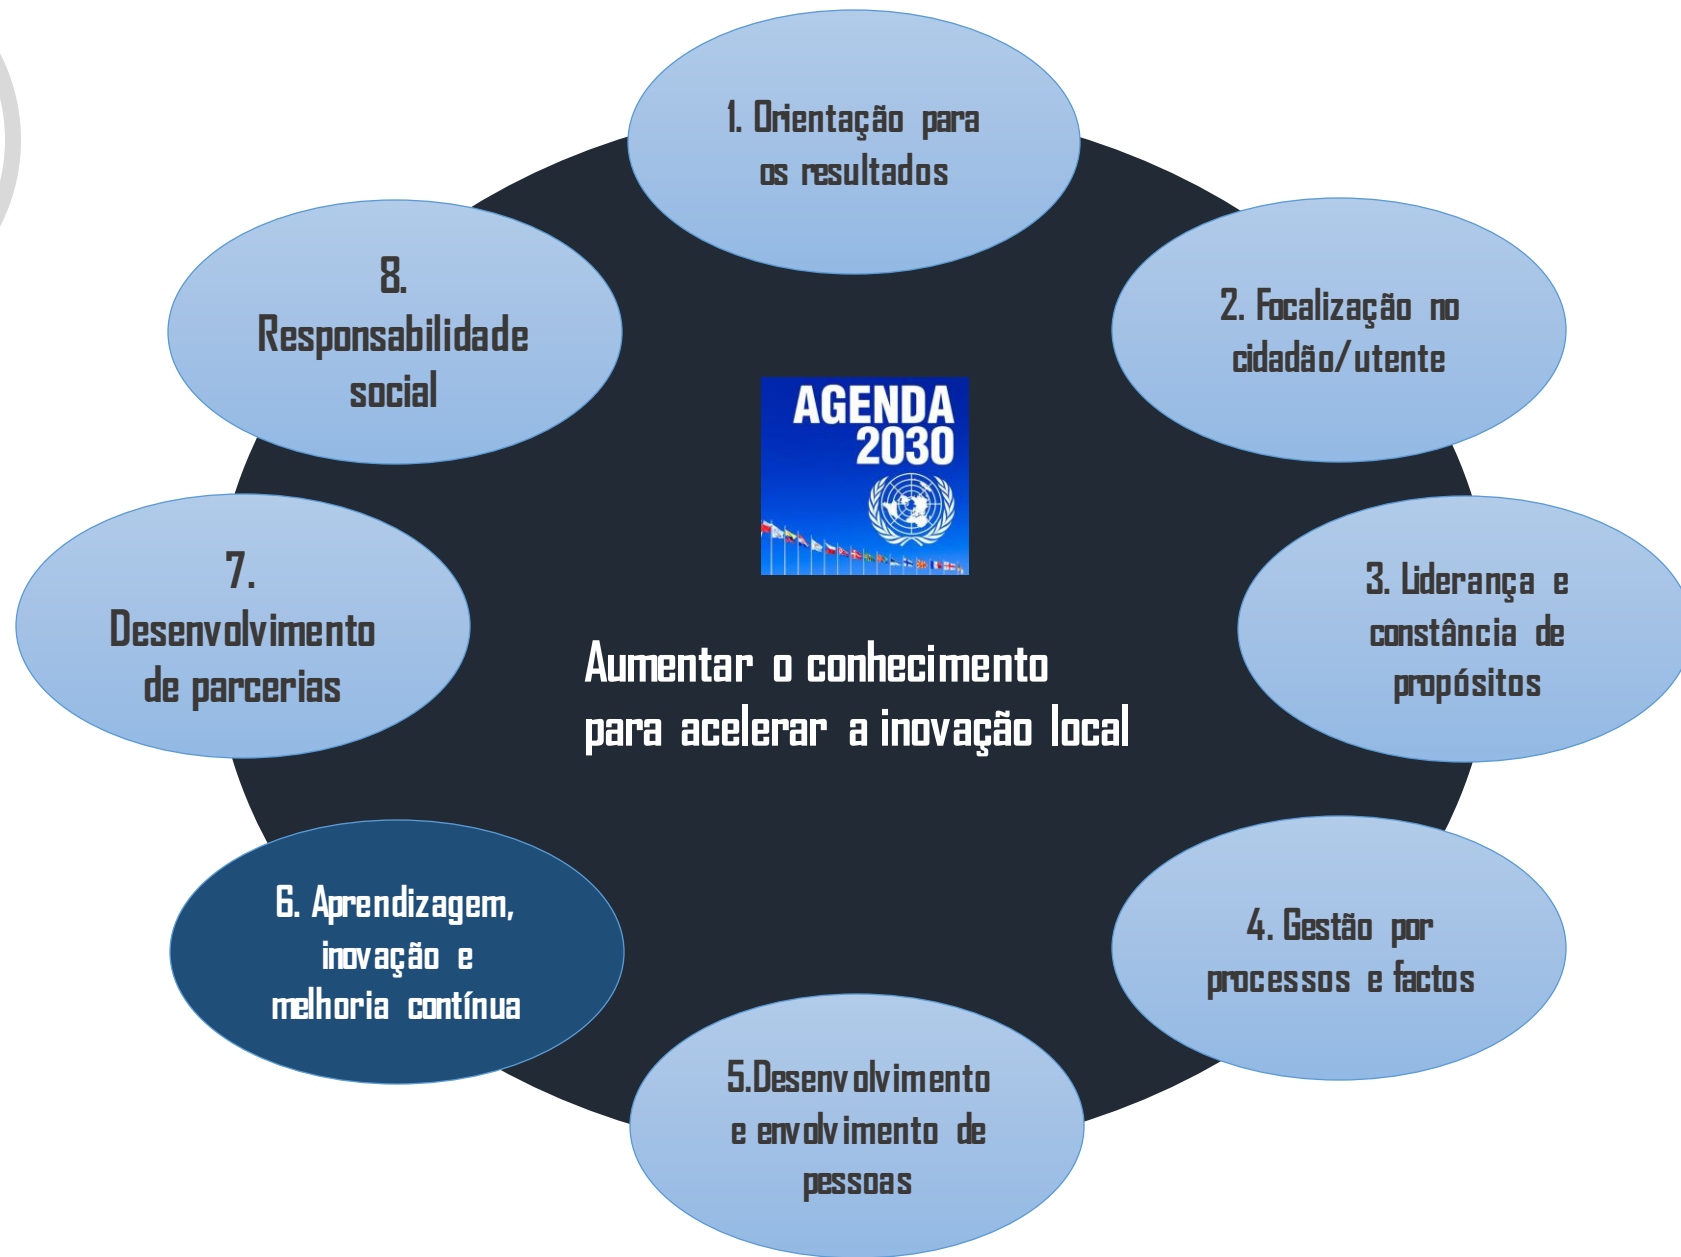 1. Orientação para
os resultados
2. Focalização no
cidadão/utente
3. Liderança e
constância de
propósitos
4. Gestão por
processos e factos
5.Desenvolvimento
e envolvimento de
pessoas
6. Aprendizagem,
inovação e
melhoria contínua
7.
Desenvolvimento
de parcerias
8.
Responsabilidade
social
AGENDA
2030
Aumentar o conhecimento
para acelerar a inovação local